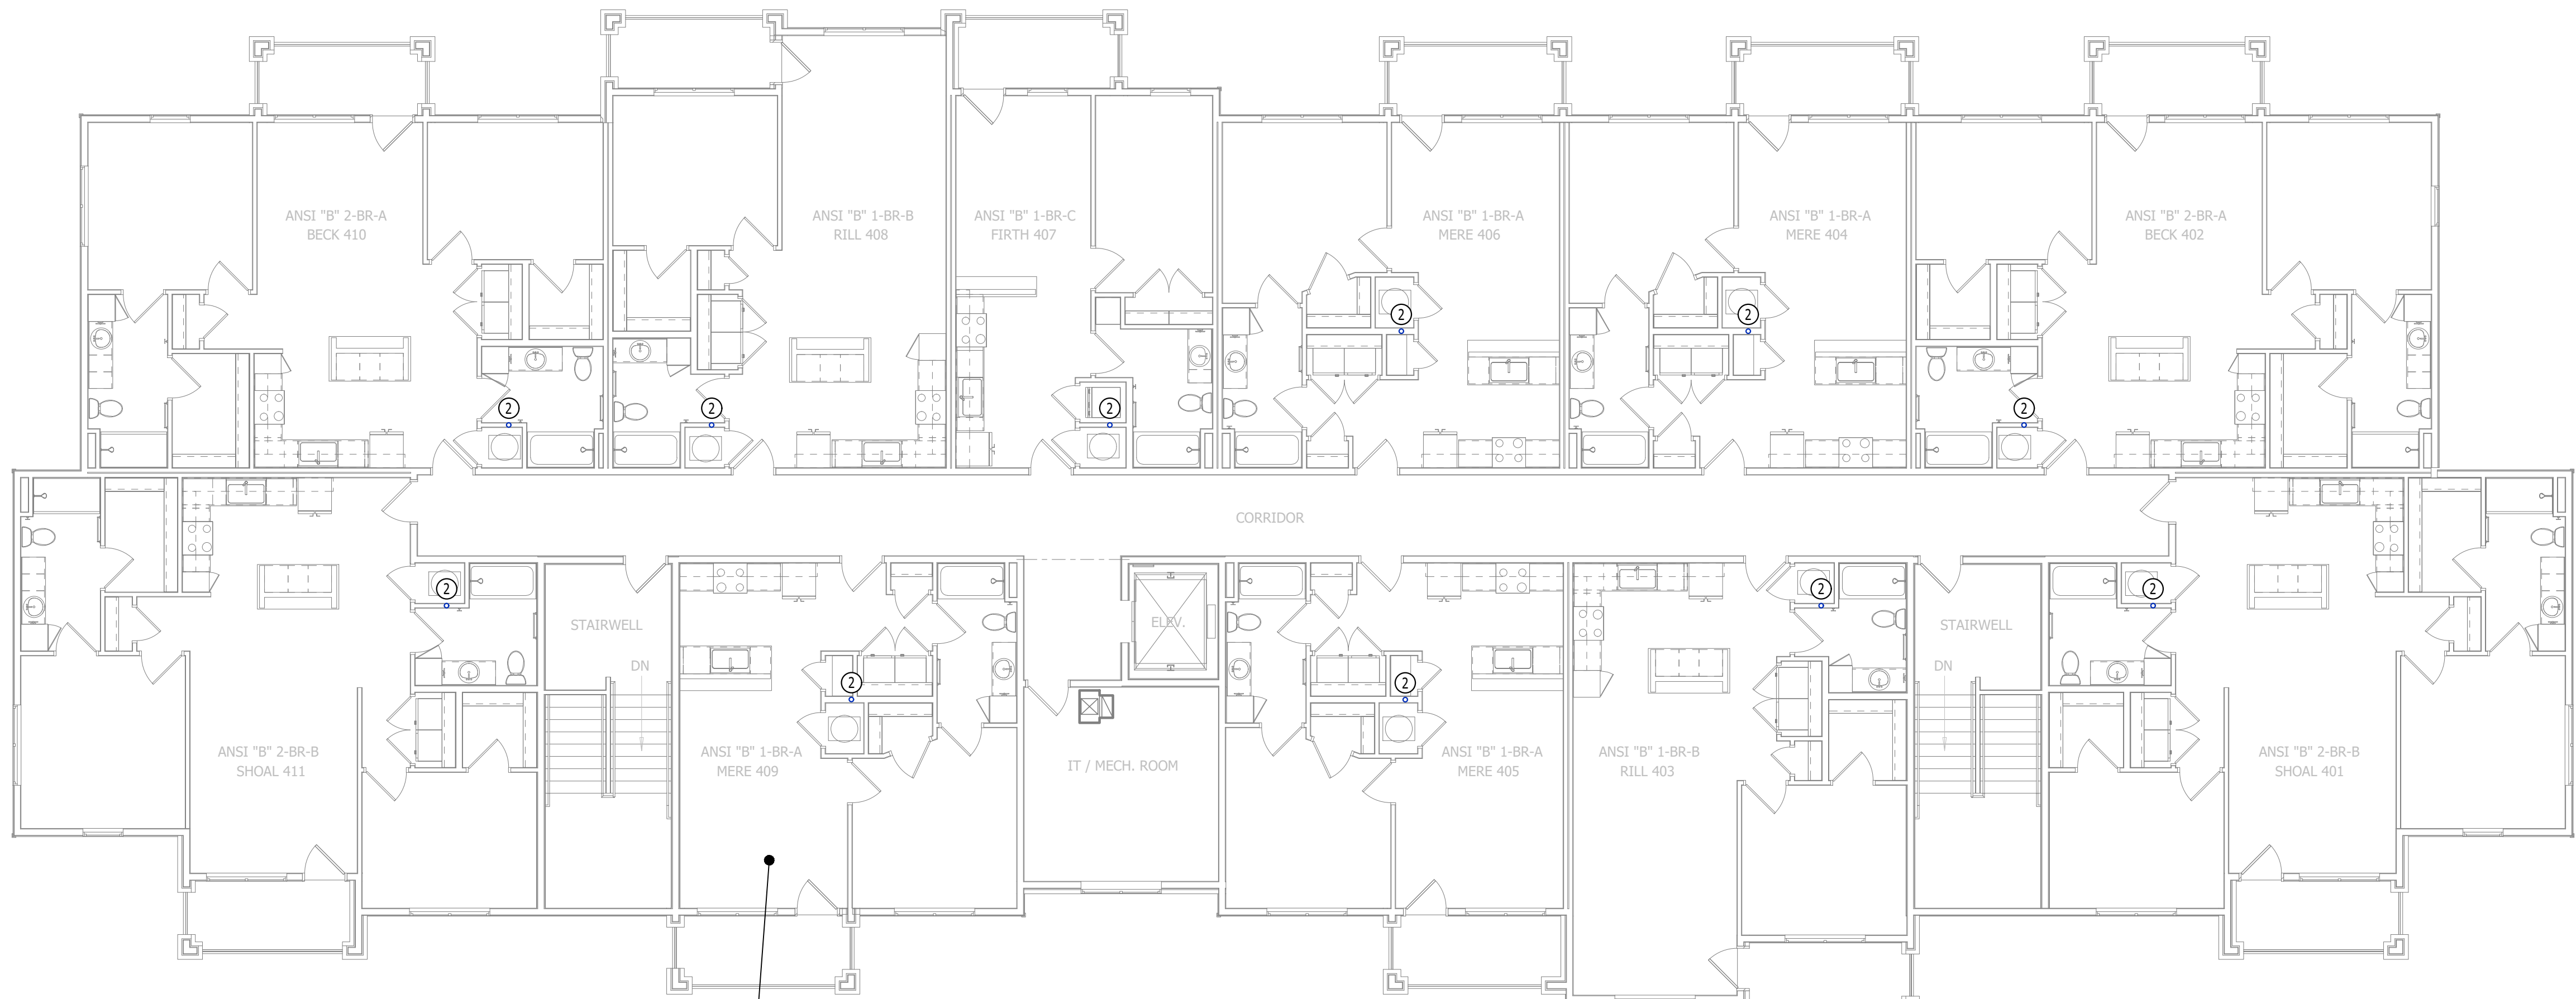 ANSI "B" 2-BR-A
BECK 410
ANSI "B" 1-BR-B
RILL 408
ANSI "B" 1-BR-C
FIRTH 407
ANSI "B" 1-BR-A
MERE 406
ANSI "B" 1-BR-A
MERE 404
ANSI "B" 2-BR-A
BECK 402
2
2
2
2
2
2
CORRIDOR
2
2
2
2
2
STAIRWELL
DN
ELEV.
STAIRWELL
DN
ANSI "B" 2-BR-B
SHOAL 411
ANSI "B" 1-BR-A
MERE 409
IT / MECH. ROOM
ANSI "B" 1-BR-A
MERE 405
ANSI "B" 1-BR-B
RILL 403
ANSI "B" 2-BR-B
SHOAL 401